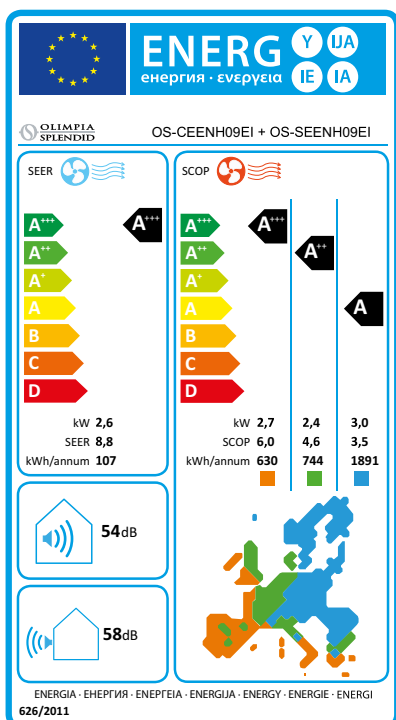 ENERG Y IJA
енергия · ενεργεια IE IA
OLIMPIA
SPLENDID
OS-CEENH09EI + OS-SEENH09EI
SEER
A+++
A+++
A++
A+
A
B
C
D
kW 2,6
SEER 8,8
kWh/annum 107
SCOP
A+++
A+++
A++
A++
A+
A
A
B
C
D
kW 2,7 2,4 3,0
SCOP 6,0 4,6 3,5
kWh/annum 630 744 1891
54dB
58dB
ENERGIA · ЕНЕРГИЯ · ΕΝΕΡΓΕΙΑ · ENERGIJA · ENERGY · ENERGIE · ENERGI
626/2011